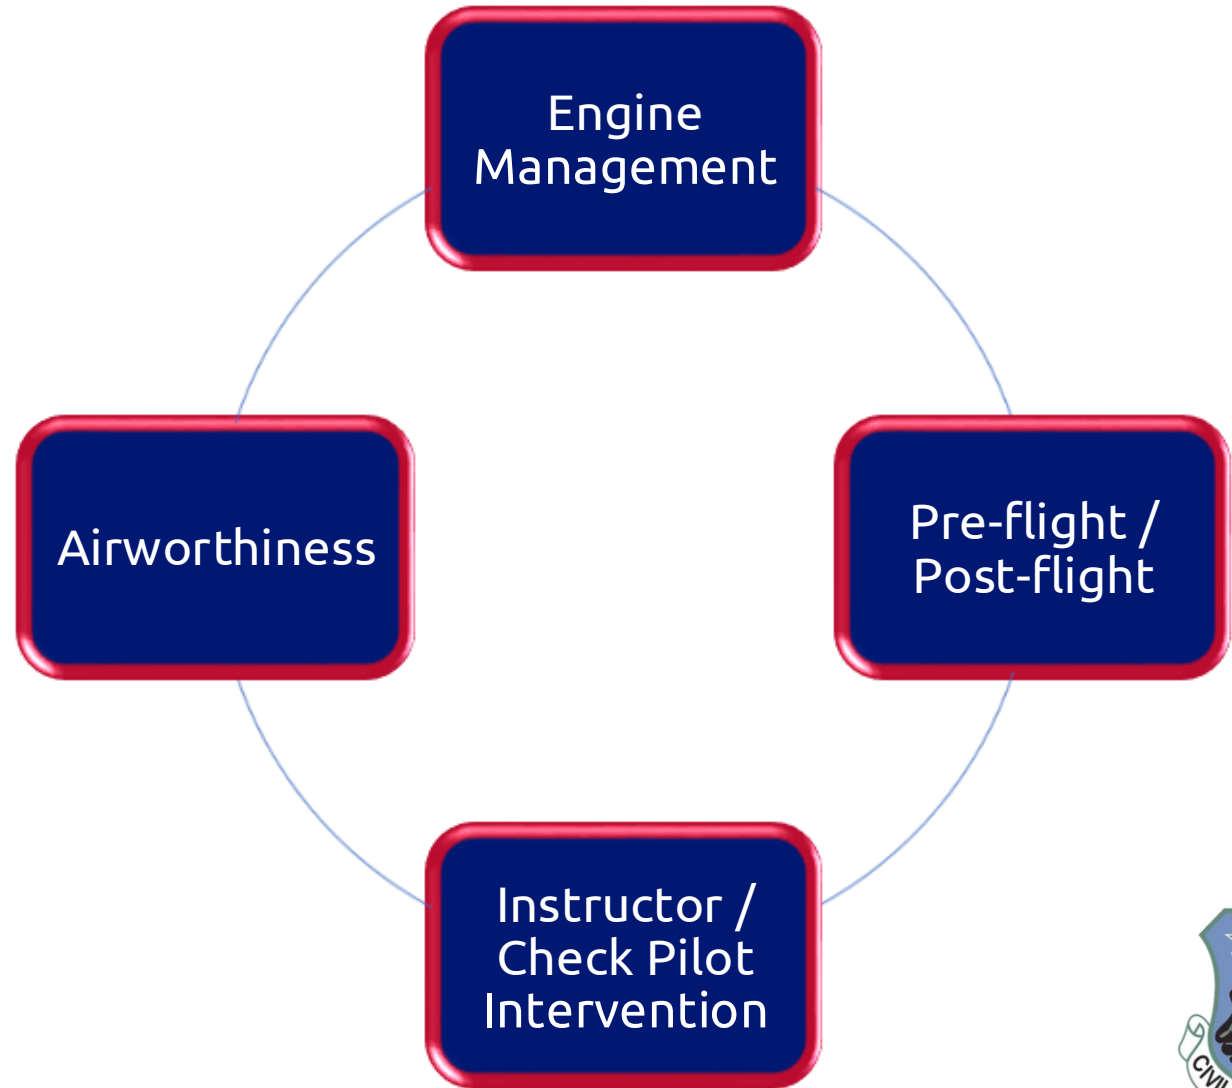 Engine
Management
Airworthiness
Pre-flight /
Post-flight
Instructor /
Check Pilot
Intervention